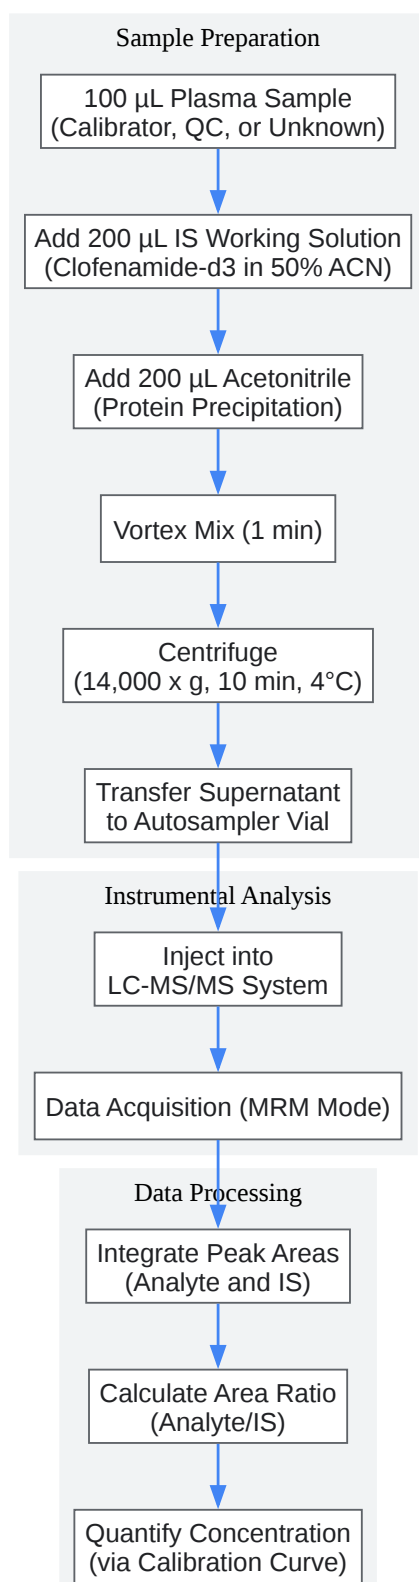 Sample Preparation
100 µL Plasma Sample
(Calibrator, QC, or Unknown)
Add 200 µL IS Working Solution
(Clofenamide-d3 in 50% ACN)
Add 200 µL Acetonitrile
(Protein Precipitation)
Vortex Mix (1 min)
Centrifuge
(14,000 x g, 10 min, 4°C)
Transfer Supernatant
to Autosampler Vial
Instrumental Analysis
Inject into
LC-MS/MS System
Data Acquisition (MRM Mode)
Data Processing
Integrate Peak Areas
(Analyte and IS)
Calculate Area Ratio
(Analyte/IS)
Quantify Concentration
(via Calibration Curve)